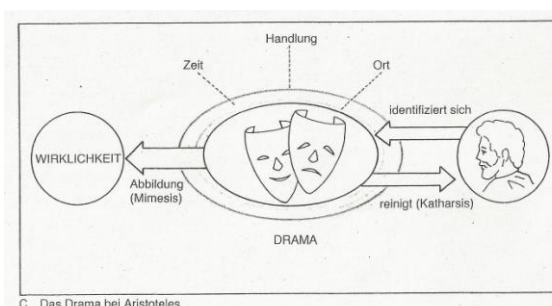 Handlung
Zeit
Ort
identifiziert sich
WIRKLICHKEIT
Abbildung
(Mimesis)
reinigt (Katharsis)
DRAMA
C Das Drama bei Aristoteles